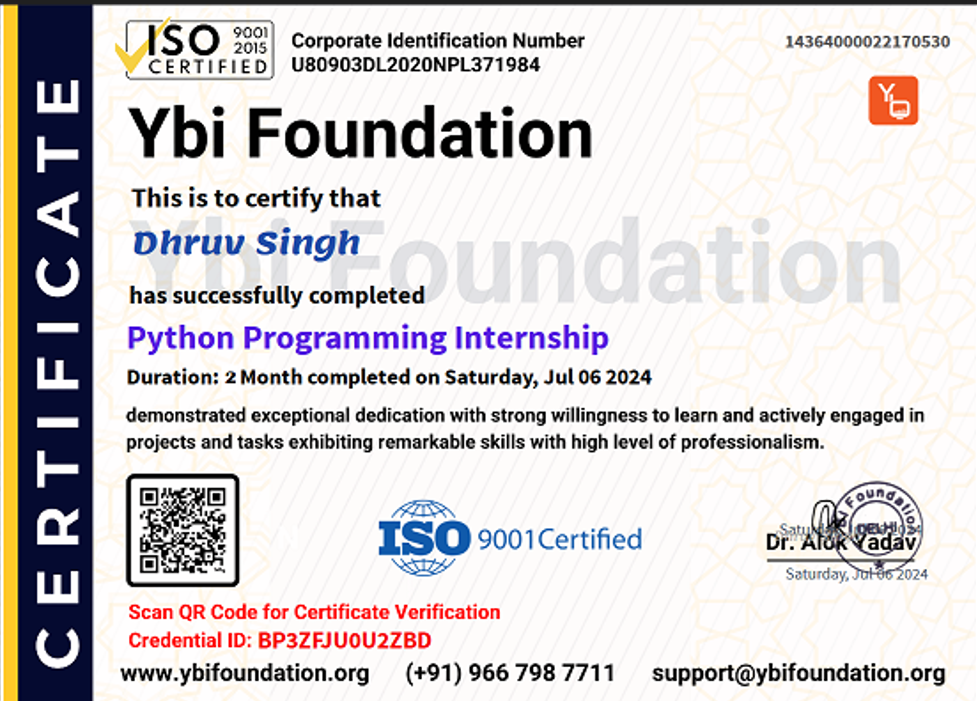 CERTIFICATE
ISO 9001
2015
CERTIFIED
Corporate Identification Number
U80903DL2020NPL371984
14364000022170530
Yb
Ybi Foundation
This is to certify that
Ybi Foundation
Dhruv Singh
has successfully completed
Python Programming Internship
Duration: 2 Month completed on Saturday, Jul 06 2024
demonstrated exceptional dedication with strong willingness to learn and actively engaged in
projects and tasks exhibiting remarkable skills with high level of professionalism.
ISO 9001Certified
Ybi Foundation
DELHI
Dr. Alok Yadav
Saturday, Jul 06 2024
Scan QR Code for Certificate Verification
Credential ID: BP3ZFJU0U2ZBD
www.ybifoundation.org (+91) 966 798 7711 support@ybifoundation.org